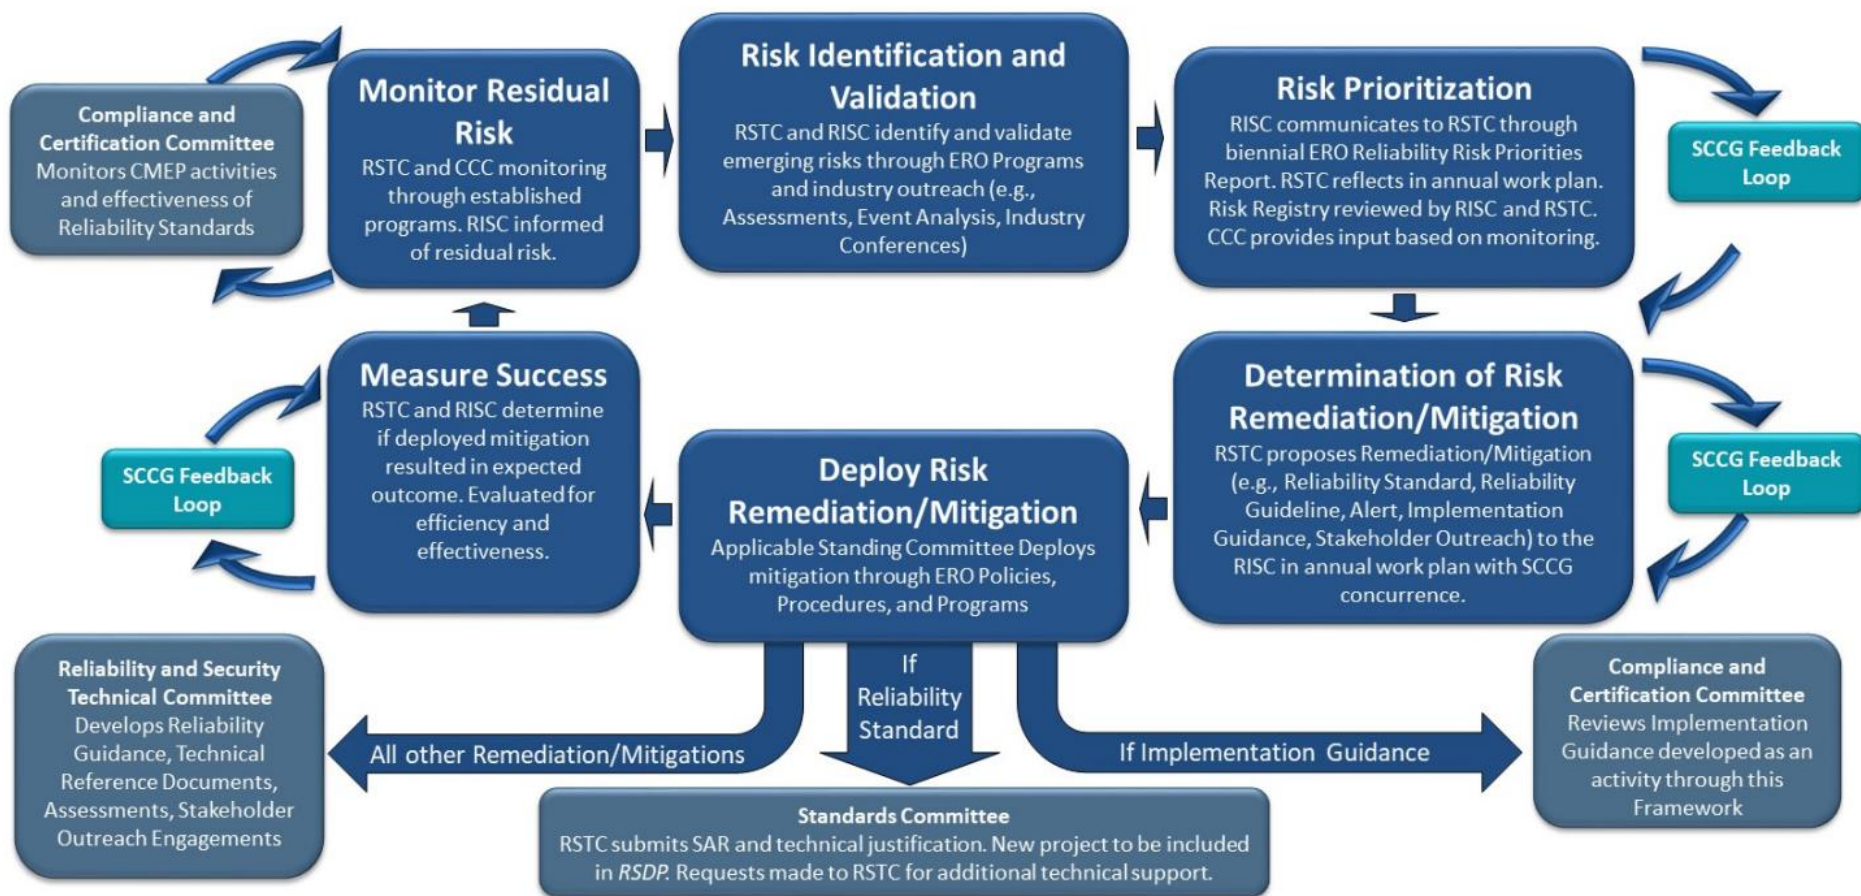 Compliance and
Certification Committee
Monitors CMEP activities
and effectiveness of
Reliability Standards
Monitor Residual
Risk
RSTC and CCC monitoring
through established
programs. RISC informed
of residual risk.
Risk Identification and
Validation
RSTC and RISC identify and validate
emerging risks through ERO Programs
and industry outreach (e.g.,
Assessments, Event Analysis, Industry
Conferences)
Risk Prioritization
RISC communicates to RSTC through
biennial ERO Reliability Risk Priorities
Report. RSTC reflects in annual work plan.
Risk Registry reviewed by RISC and RSTC.
CCC provides input based on monitoring.
SCCG Feedback
Loop
SCCG Feedback
Loop
Measure Success
RSTC and RISC determine
if deployed mitigation
resulted in expected
outcome. Evaluated for
efficiency and
effectiveness.
Deploy Risk
Remediation/Mitigation
Applicable Standing Committee Deploys
mitigation through ERO Policies,
Procedures, and Programs
Determination of Risk
Remediation/Mitigation
RSTC proposes Remediation/Mitigation
(e.g., Reliability Standard, Reliability
Guideline, Alert, Implementation
Guidance, Stakeholder Outreach) to the
RISC in annual work plan with SCCG
concurrence.
SCCG Feedback
Loop
Reliability and Security
Technical Committee
Develops Reliability
Guidance, Technical
Reference Documents,
Assessments, Stakeholder
Outreach Engagements
All other Remediation/Mitigations
If
Reliability
Standard
If Implementation Guidance
Compliance and
Certification Committee
Reviews Implementation
Guidance developed as an
activity through this
Framework
Standards Committee
RSTC submits SAR and technical justification. New project to be included
in RSDP. Requests made to RSTC for additional technical support.